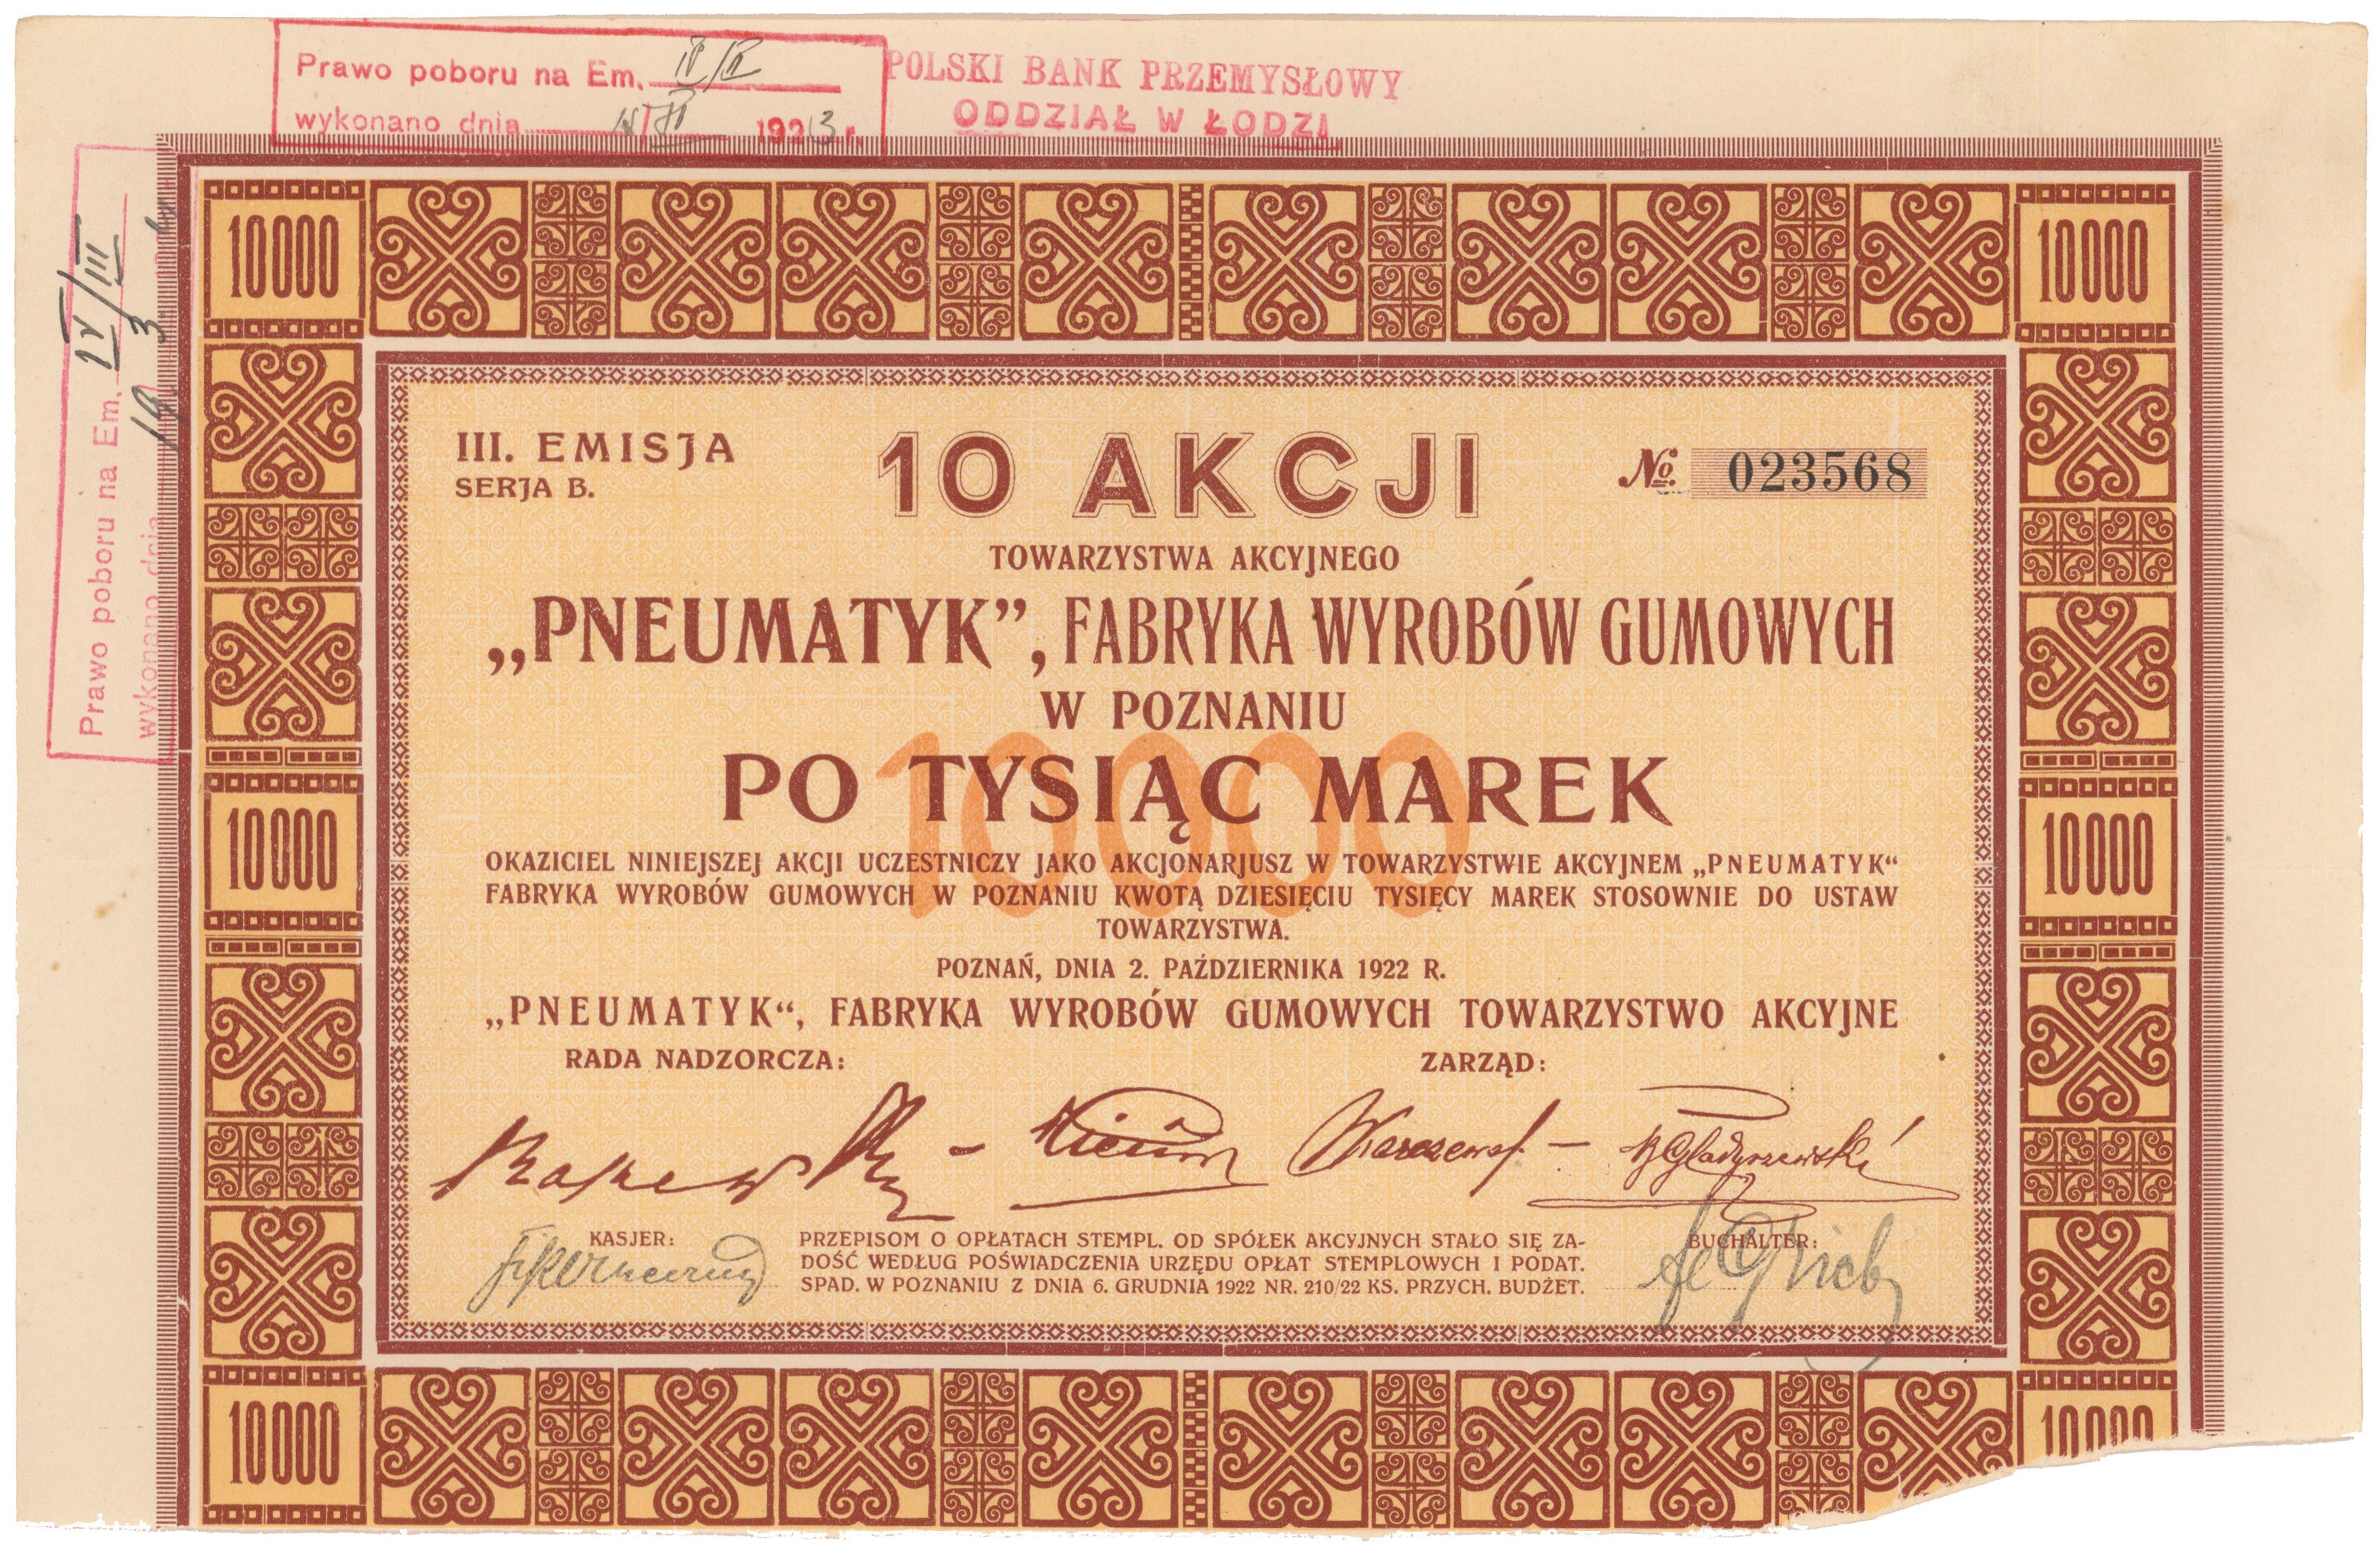 Prawo poboru na Em. IV/V
wykonano dnia 1923 r.
POLSKI BANK PRZEMYSŁOWY
ODDZIAŁ W ŁODZI
Prawo poboru na Em. IV/III
wykonano dnia
10000
10000
III. EMISJA
SERJA B.
10 AKCJI
No. 023568
TOWARZYSTWA AKCYJNEGO
„PNEUMATYK”, FABRYKA WYROBÓW GUMOWYCH
W POZNANIU
10000
PO TYSIĄC MAREK
10000
10000
OKAZICIEL NINIEJSZEJ AKCJI UCZESTNICZY JAKO AKCJONARJUSZ W TOWARZYSTWIE AKCYJNEM „PNEUMATYK“
FABRYKA WYROBÓW GUMOWYCH W POZNANIU KWOTĄ DZIESIĘCIU TYSIĘCY MAREK STOSOWNIE DO USTAW
TOWARZYSTWA.
POZNAŃ, DNIA 2. PAŹDZIERNIKA 1922 R.
„PNEUMATYK“, FABRYKA WYROBÓW GUMOWYCH TOWARZYSTWO AKCYJNE
RADA NADZORCZA:
ZARZĄD:
KASJER:
PRZEPISOM O OPŁATACH STEMPL. OD SPÓŁEK AKCYJNYCH STAŁO SIĘ ZA-
DOŚĆ WEDŁUG POŚWIADCZENIA URZĘDU OPŁAT STEMPLOWYCH I PODAT.
SPAD. W POZNANIU Z DNIA 6. GRUDNIA 1922 NR. 210/22 KS. PRZYCH. BUDŻET.
BUCHALTER:
10000
10000